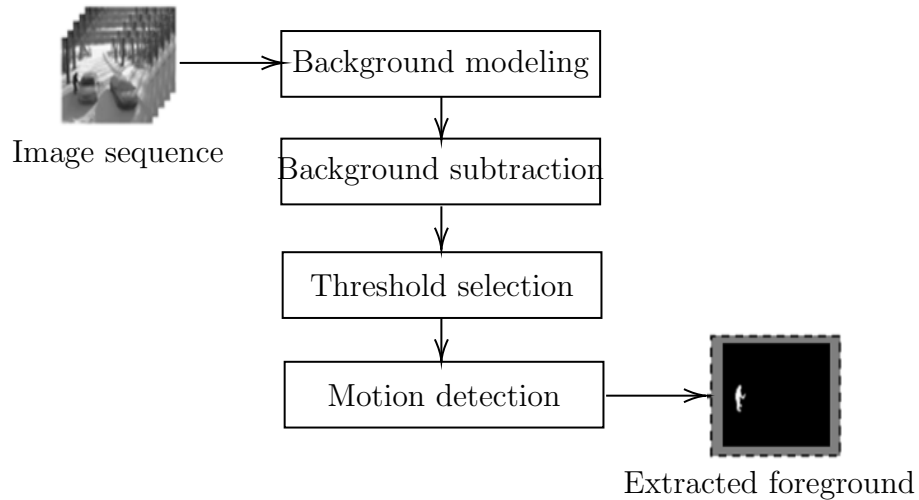 Background modeling
Image sequence
Background subtraction
Threshold selection
Motion detection
Extracted foreground